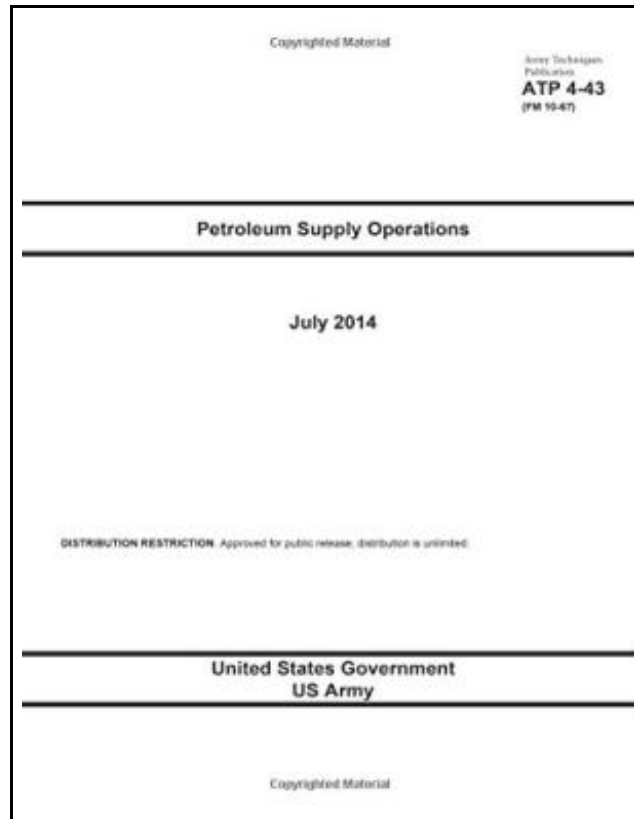 Copyrighted Material
Army Techniques
Publication
ATP 4-43
(FM 10-67)
Petroleum Supply Operations
July 2014
DISTRIBUTION RESTRICTION. Approved for public release; distribution is unlimited.
United States Government
US Army
Copyrighted Material